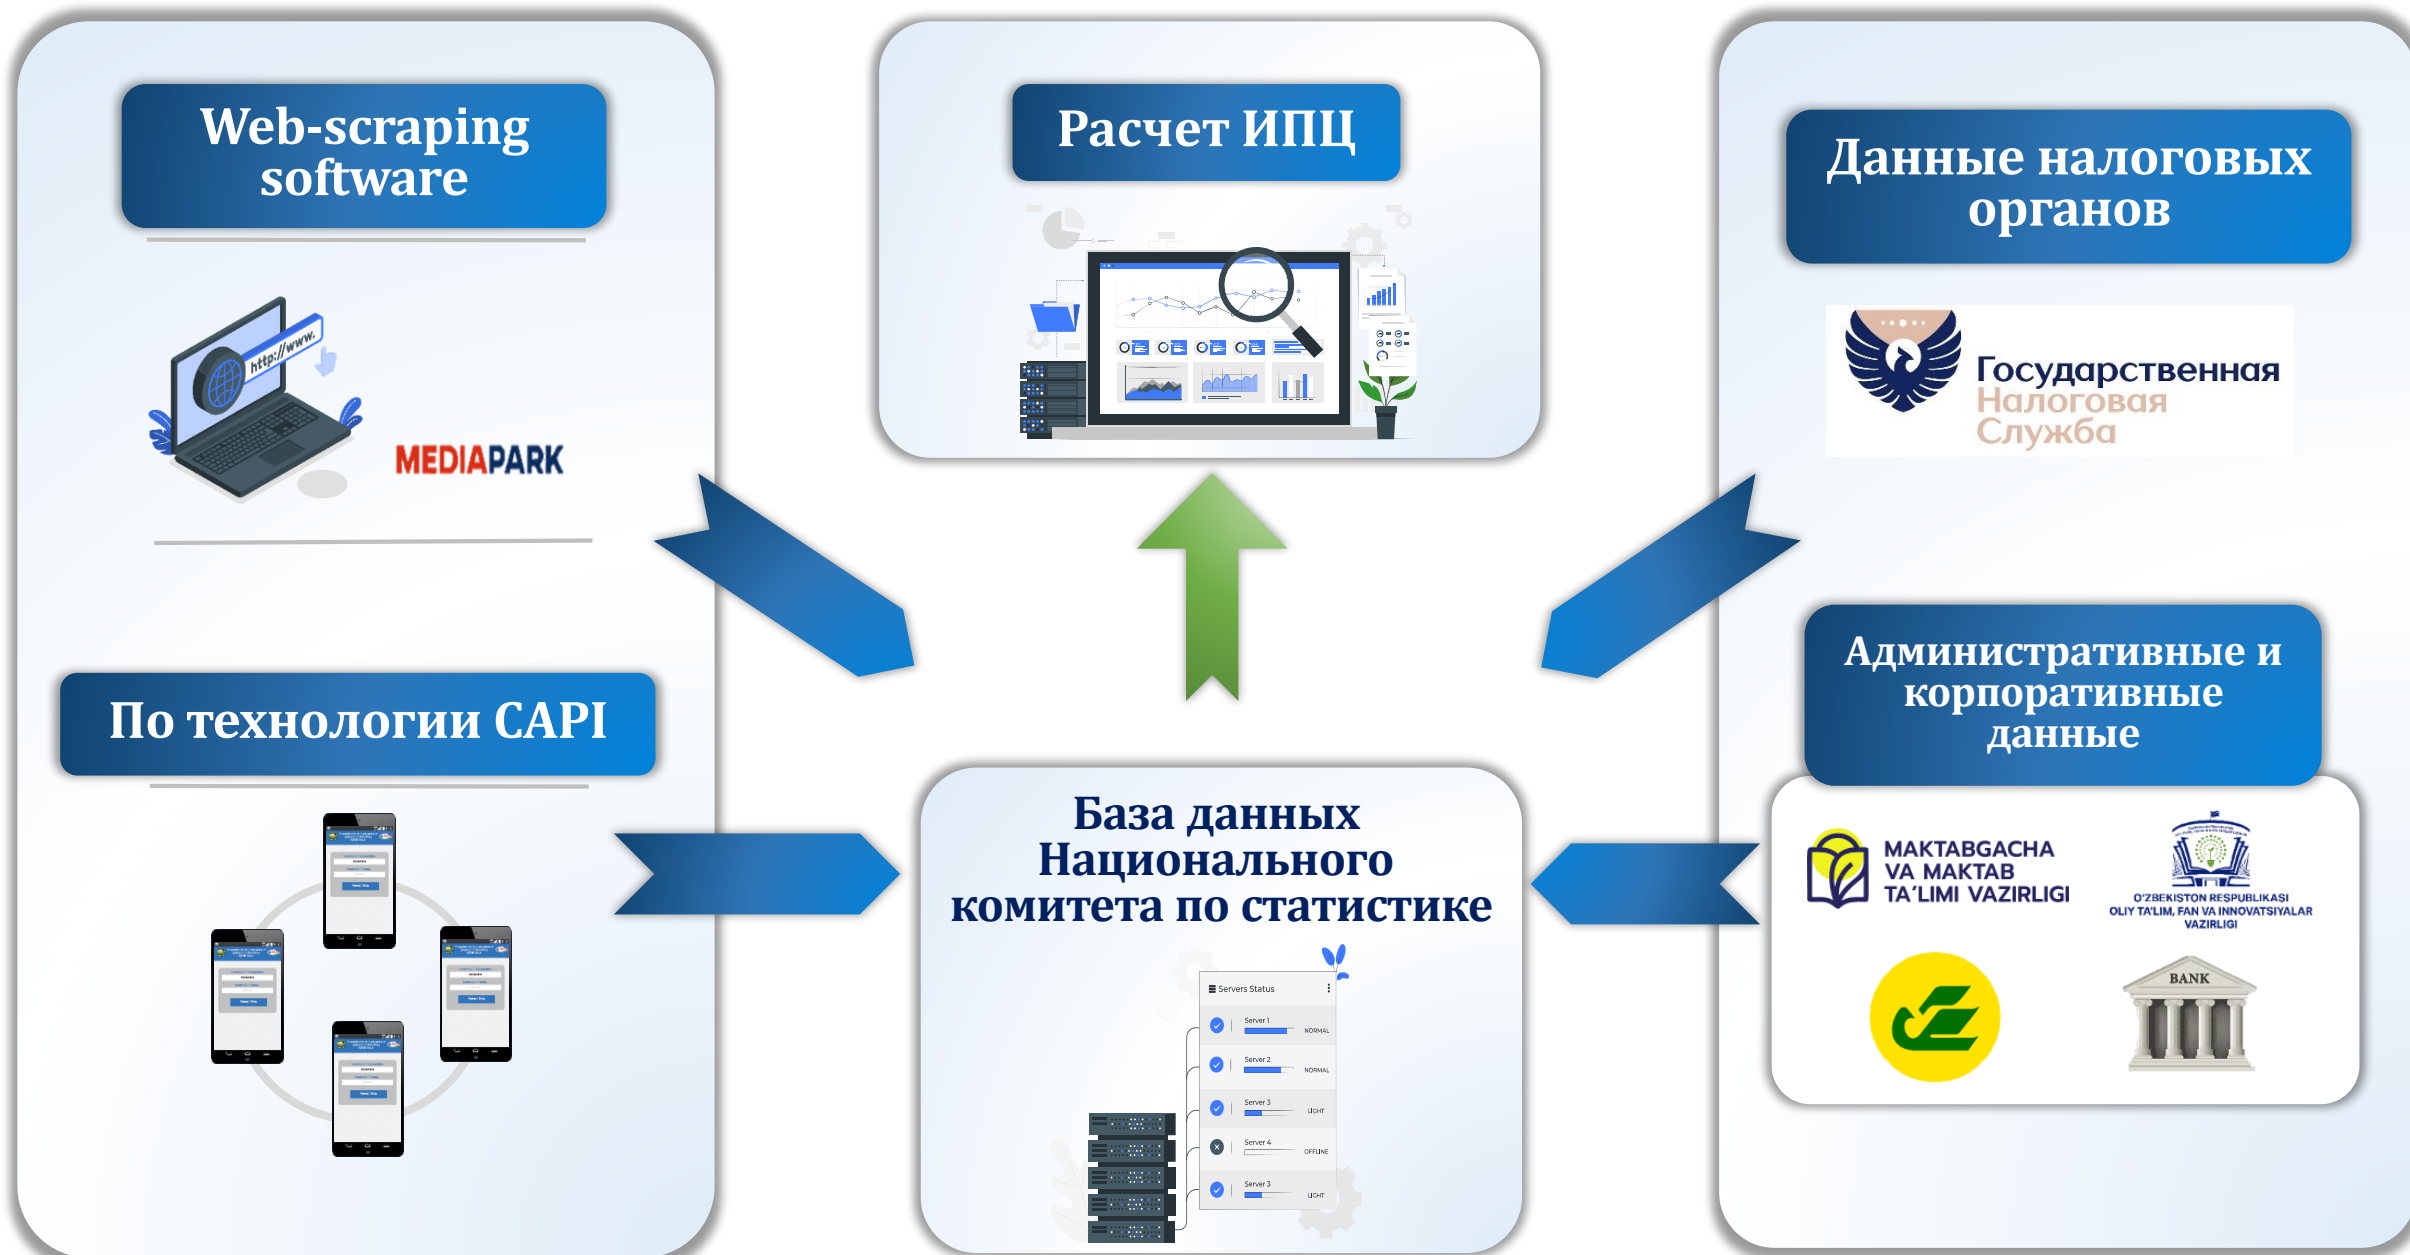 Web-scraping
software
http://www.
MEDIAPARK
По технологии CAPI
Расчет ИПЦ
База данных
Национального
комитета по статистике
Servers Status
Server 1
NORMAL
Server 2
NORMAL
Server 3
LIGHT
Server 4
OFFLINE
Server 3
LIGHT
Данные налоговых
органов
Государственная
Налоговая
Служба
Административные и
корпоративные
данные
MAKTABGACHA
VA MAKTAB
TA'LIMI VAZIRLIGI
O'ZBEKISTON RESPUBLIKASI
OLIY TA'LIM, FAN VA INNOVATSIYALAR
VAZIRLIGI
BANK